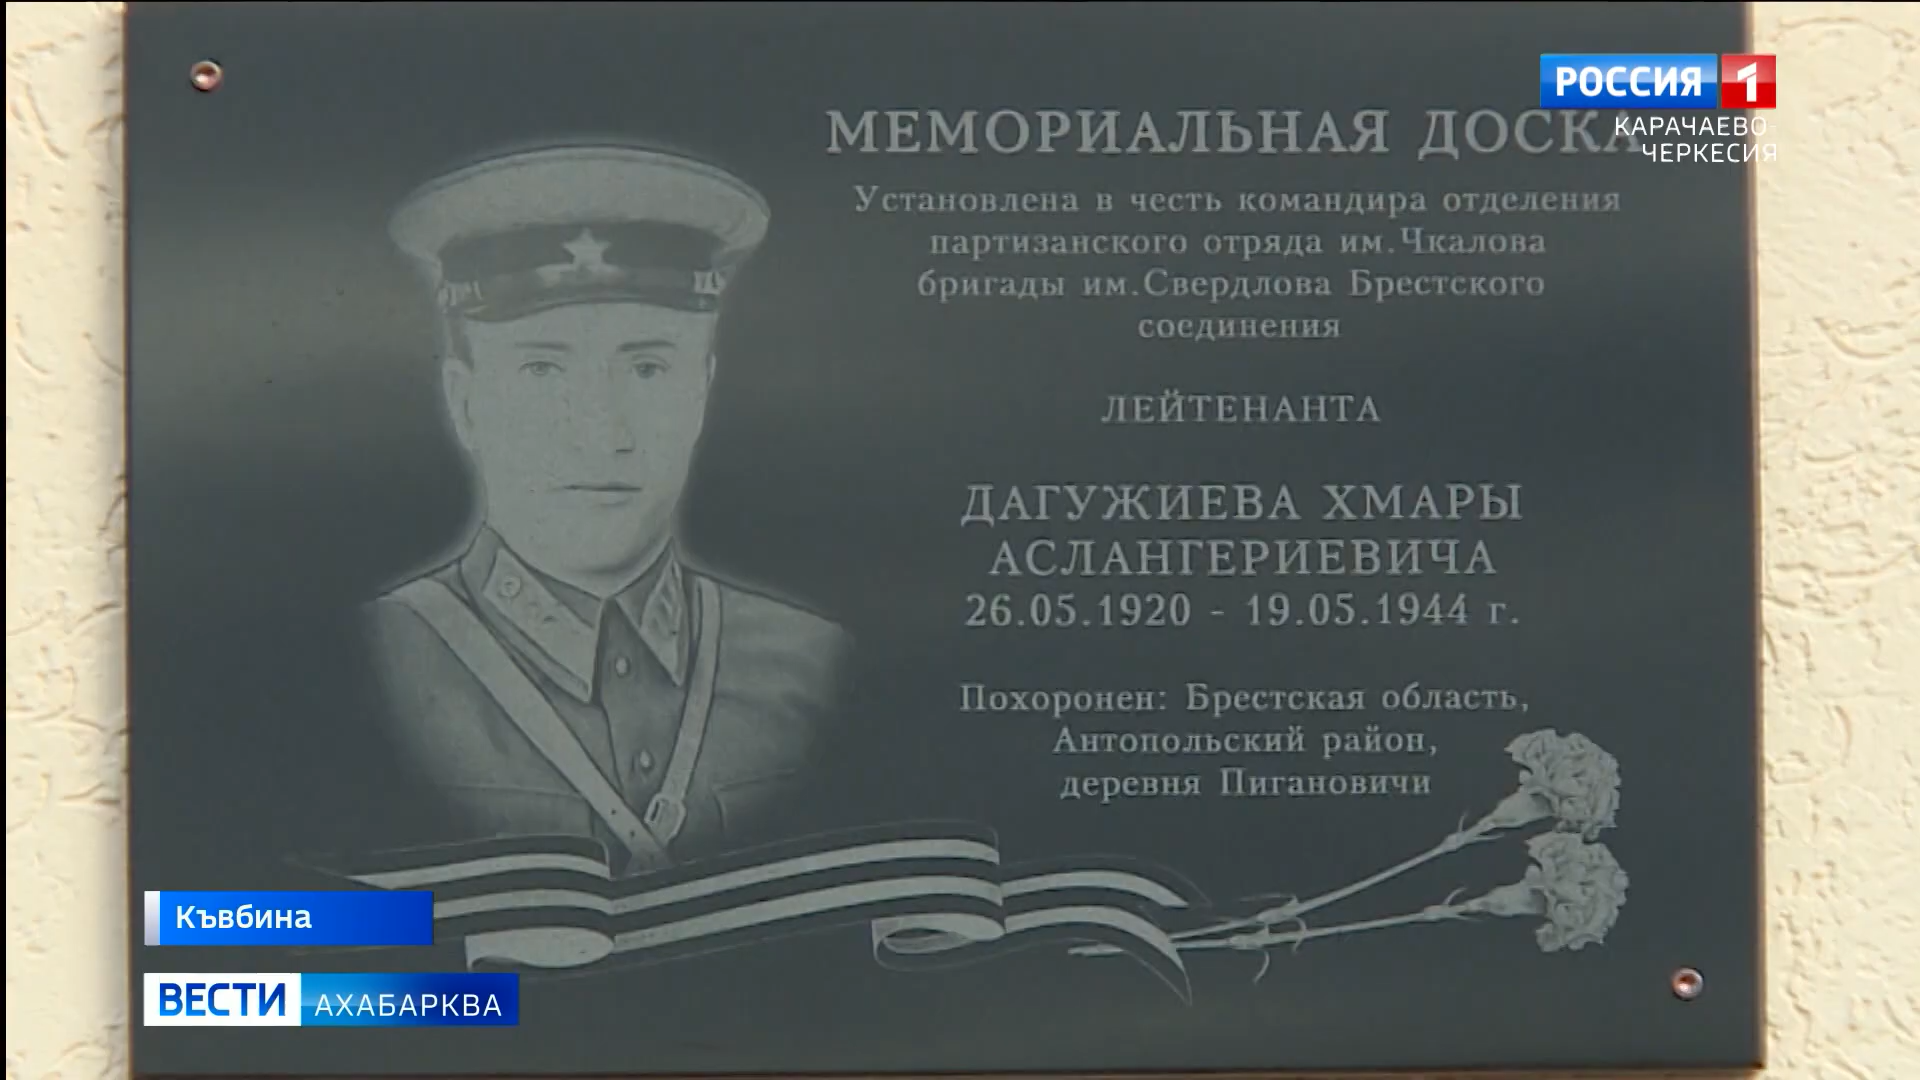 РОССИЯ 1
КАРАЧАЕВО-
ЧЕРКЕСИЯ
МЕМОРИАЛЬНАЯ ДОСКА
Установлена в честь командира отделения
партизанского отряда им.Чкалова
бригады им.Свердлова Брестского
соединения
ЛЕЙТЕНАНТА
ДАГУЖИЕВА ХМАРЫ
АСЛАНГЕРИЕВИЧА
26.05.1920 - 19.05.1944 г.
Похоронен: Брестская область,
Антопольский район,
деревня Пигановичи
Къвбина
ВЕСТИ АХАБАРКВА